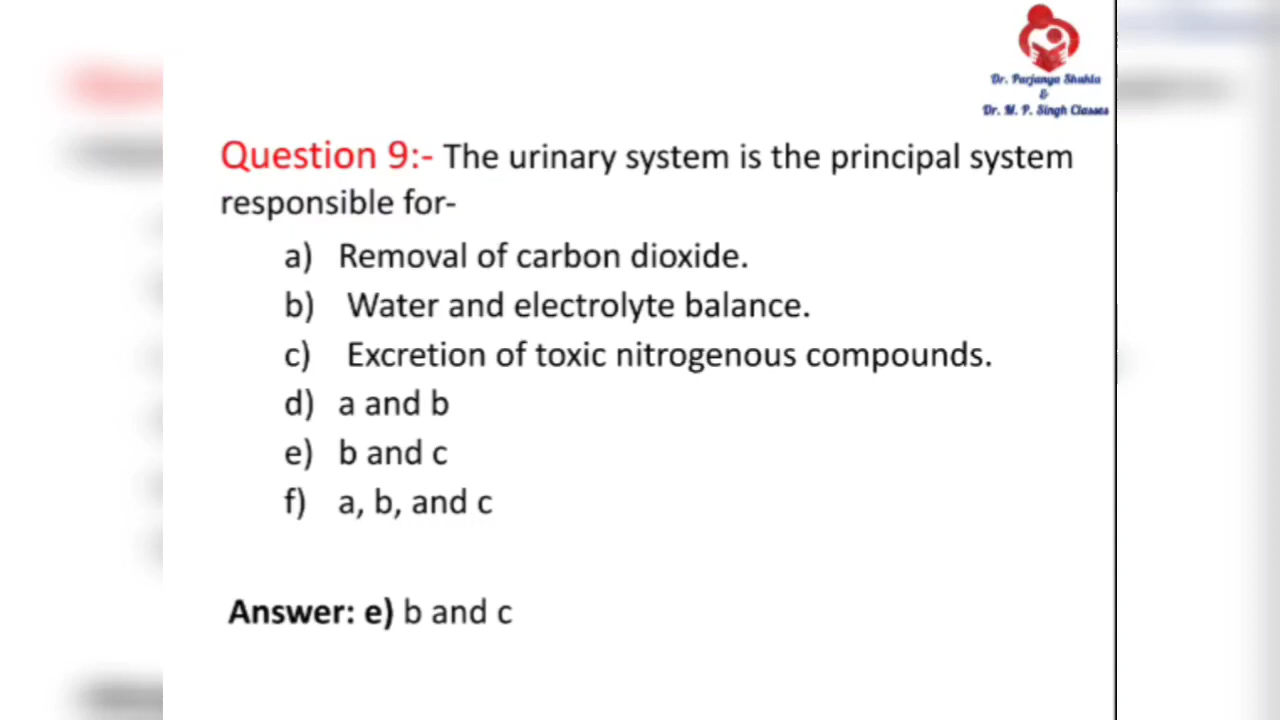 Dr. Parjanya Shukla
&
Dr. M. P. Singh Classes
Question 9:- The urinary system is the principal system
responsible for-
a) Removal of carbon dioxide.
b) Water and electrolyte balance.
c) Excretion of toxic nitrogenous compounds.
d) a and b
e) b and c
f) a, b, and c
Answer: e) b and c